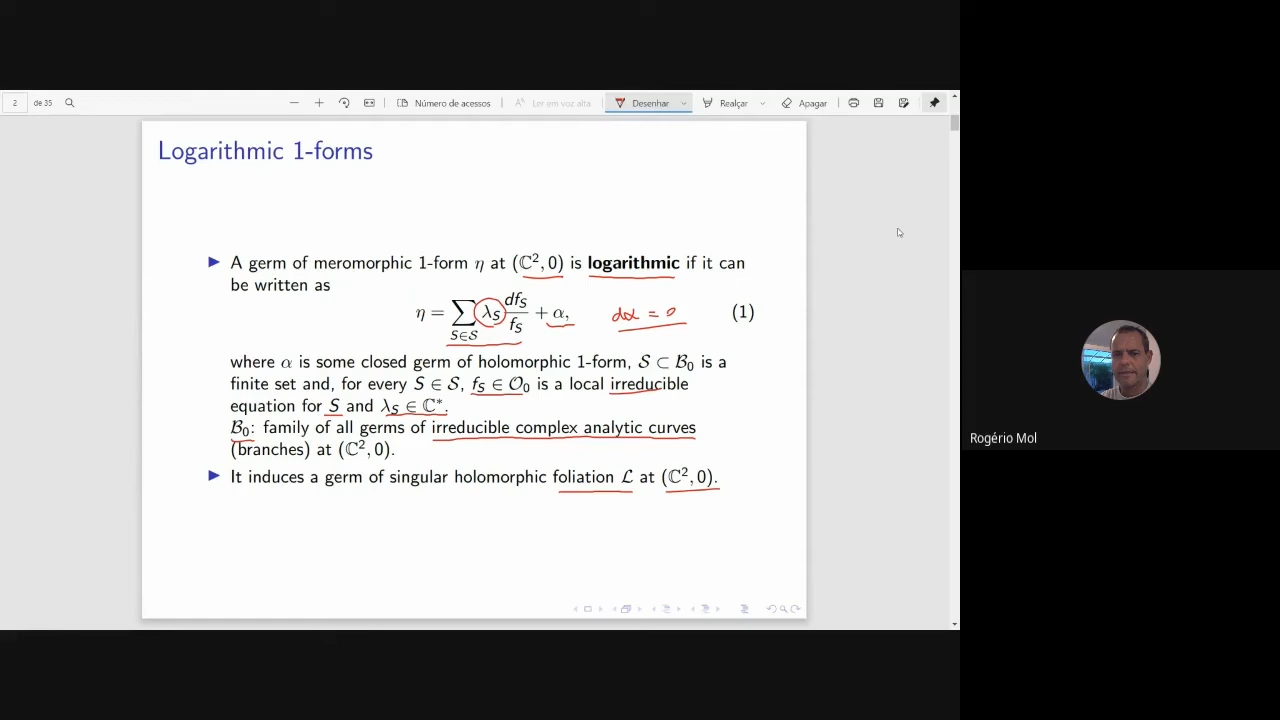 2 de 35 Número de acessos Ler em voz alta Desenhar Realçar Apagar
Logarithmic 1-forms
A germ of meromorphic 1-form η at (ℂ², 0) is logarithmic if it can
be written as
η = ∑_{S∈𝒮} λ_S df_S/f_S + α, dα = 0 (1)
where α is some closed germ of holomorphic 1-form, 𝒮 ⊂ ℬ₀ is a
finite set and, for every S ∈ 𝒮, f_S ∈ 𝒪₀ is a local irreducible
equation for S and λ_S ∈ ℂ*.
ℬ₀: family of all germs of irreducible complex analytic curves
(branches) at (ℂ², 0).
It induces a germ of singular holomorphic foliation ℒ at (ℂ², 0).
Rogério Mol